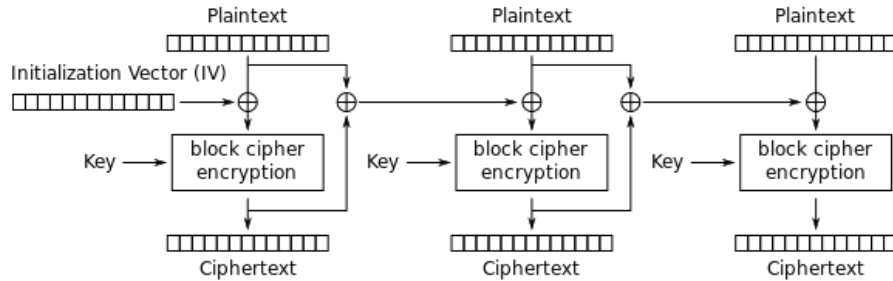 Plaintext
Plaintext
Plaintext
Initialization Vector (IV)
Key
block cipher
encryption
Key
block cipher
encryption
Key
block cipher
encryption
Ciphertext
Ciphertext
Ciphertext